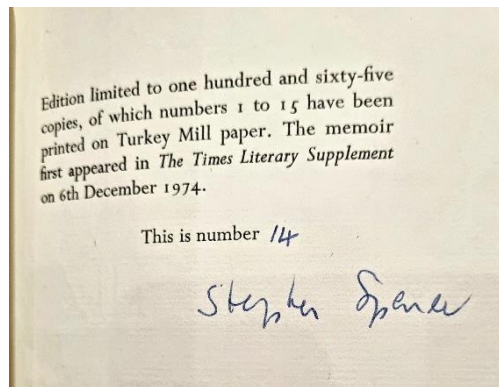 Edition limited to one hundred and sixty-five
copies, of which numbers 1 to 15 have been
printed on Turkey Mill paper. The memoir
first appeared in The Times Literary Supplement
on 6th December 1974.
This is number 14
Stephen Spender